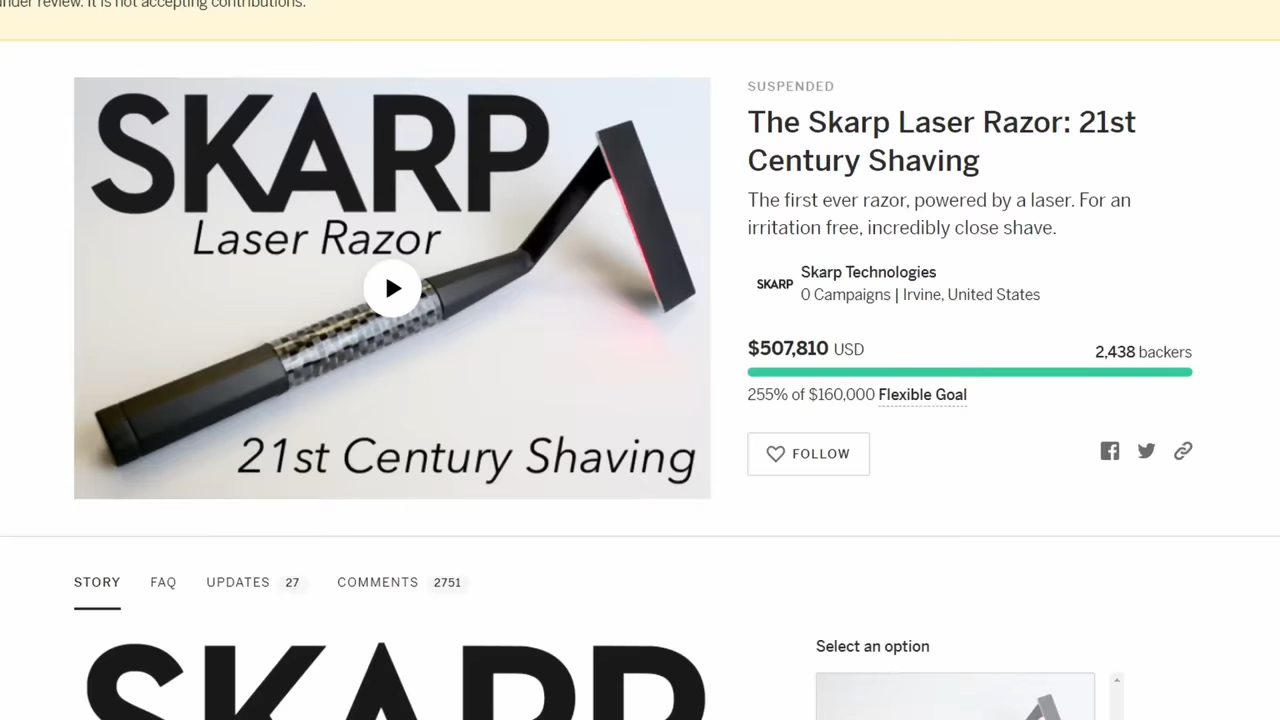 under review. It is not accepting contributions.
SKARP
Laser Razor
21st Century Shaving
SUSPENDED
The Skarp Laser Razor: 21st
Century Shaving
The first ever razor, powered by a laser. For an
irritation free, incredibly close shave.
SKARP
Skarp Technologies
0 Campaigns | Irvine, United States
$507,810 USD
2,438 backers
255% of $160,000 Flexible Goal
FOLLOW
STORY FAQ UPDATES 27 COMMENTS 2751
SKARP
Select an option